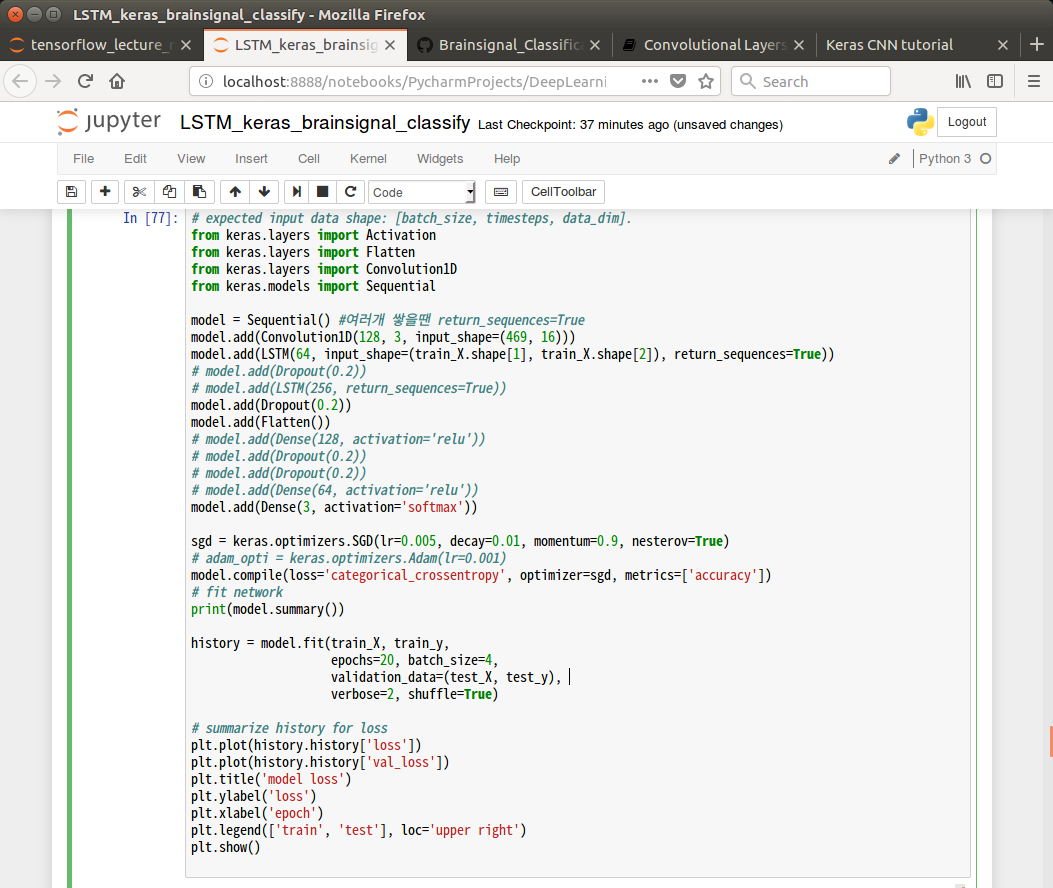 LSTM_keras_brainsignal_classify - Mozilla Firefox
tensorflow_lecture_
LSTM_keras_brainsig
Brainsignal_Classific
Convolutional Layers
Keras CNN tutorial
localhost:8888/notebooks/PycharmProjects/DeepLearni
Search
jupyter LSTM_keras_brainsignal_classify Last Checkpoint: 37 minutes ago (unsaved changes)
Logout
File Edit View Insert Cell Kernel Widgets Help
Python 3
Code
CellToolbar
In [77]:
# expected input data shape: [batch_size, timesteps, data_dim].
from keras.layers import Activation
from keras.layers import Flatten
from keras.layers import Convolution1D
from keras.models import Sequential
model = Sequential() #여러개 쌓을땐 return_sequences=True
model.add(Convolution1D(128, 3, input_shape=(469, 16)))
model.add(LSTM(64, input_shape=(train_X.shape[1], train_X.shape[2]), return_sequences=True))
# model.add(Dropout(0.2))
# model.add(LSTM(256, return_sequences=True))
model.add(Dropout(0.2))
model.add(Flatten())
# model.add(Dense(128, activation='relu'))
# model.add(Dropout(0.2))
# model.add(Dropout(0.2))
# model.add(Dense(64, activation='relu'))
model.add(Dense(3, activation='softmax'))
sgd = keras.optimizers.SGD(lr=0.005, decay=0.01, momentum=0.9, nesterov=True)
# adam_opti = keras.optimizers.Adam(lr=0.001)
model.compile(loss='categorical_crossentropy', optimizer=sgd, metrics=['accuracy'])
# fit network
print(model.summary())
history = model.fit(train_X, train_y,
epochs=20, batch_size=4,
validation_data=(test_X, test_y),
verbose=2, shuffle=True)
# summarize history for loss
plt.plot(history.history['loss'])
plt.plot(history.history['val_loss'])
plt.title('model loss')
plt.ylabel('loss')
plt.xlabel('epoch')
plt.legend(['train', 'test'], loc='upper right')
plt.show()